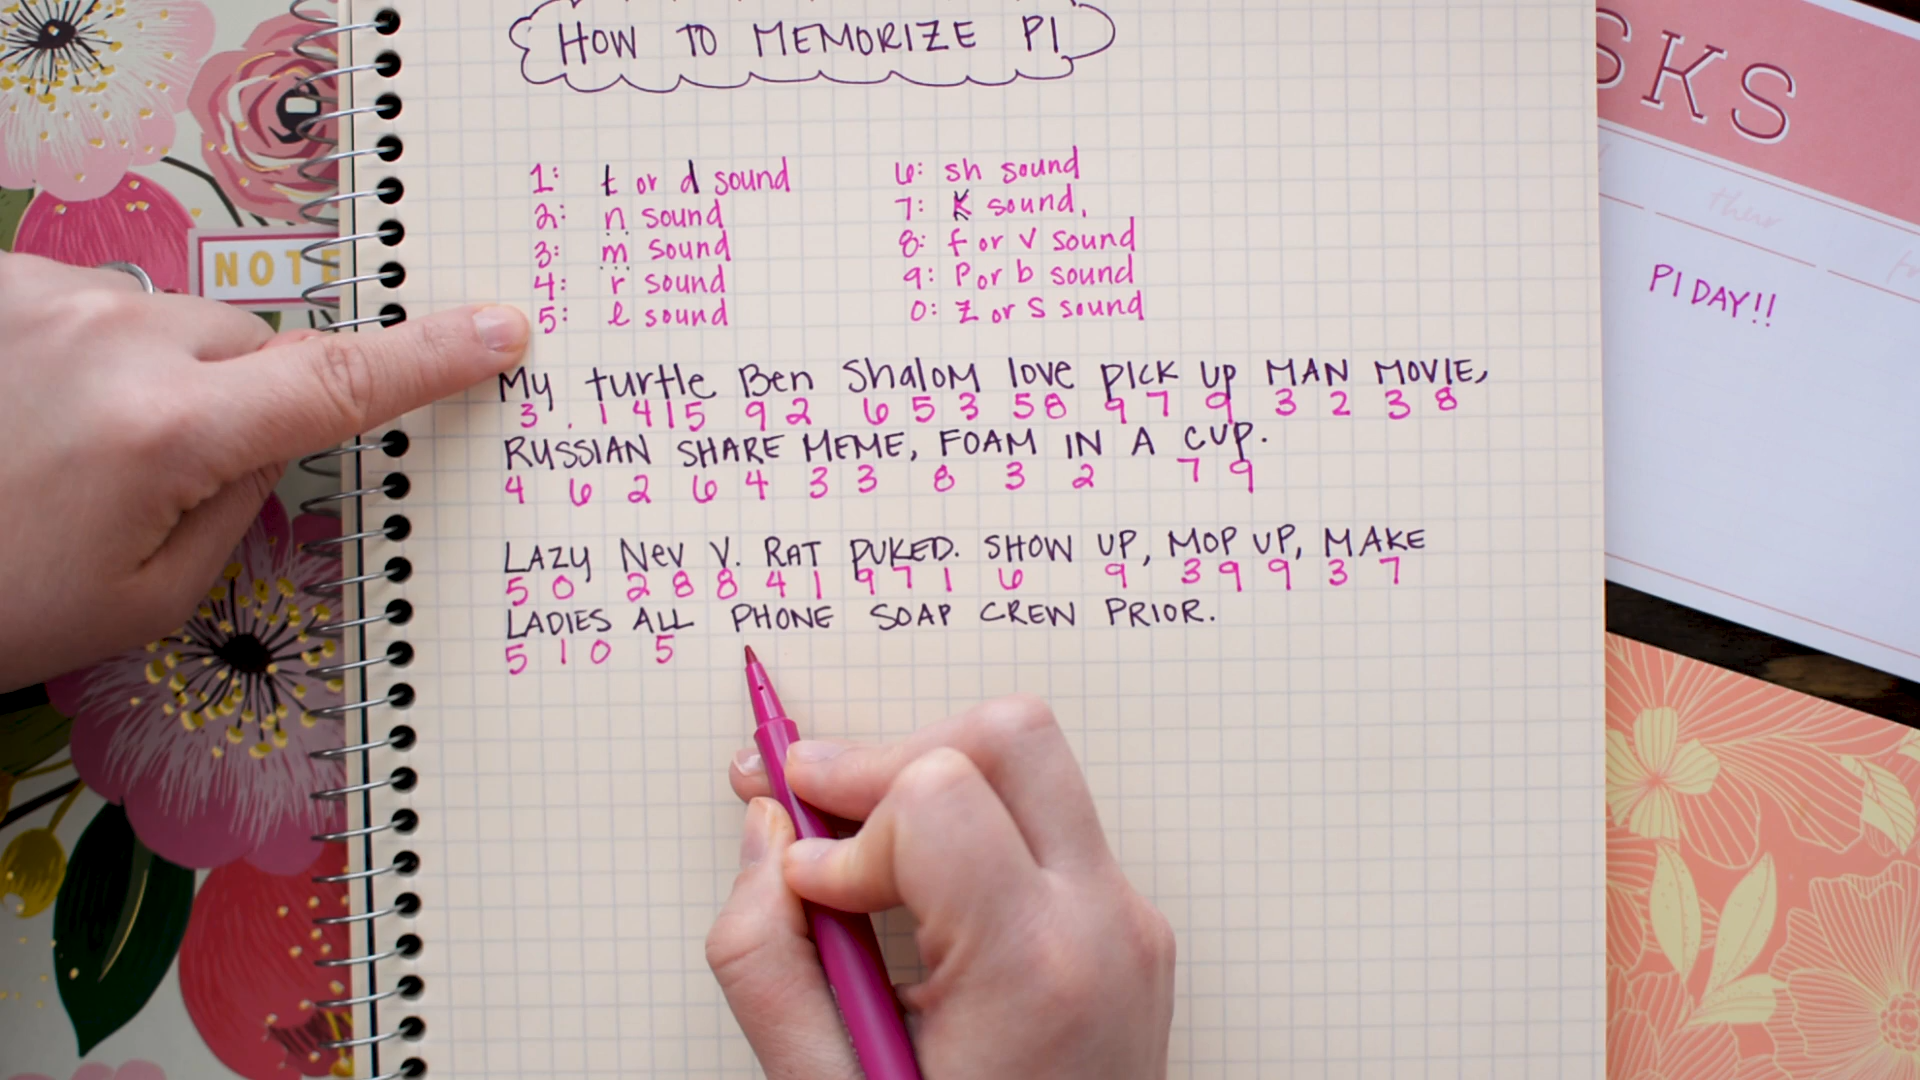 HOW TO MEMORIZE PI
1: t or d sound
2: n sound
3: m sound
4: r sound
5: l sound
6: sh sound
7: K sound,
8: f or v sound
9: P or b sound
0: Z or S sound
My turtle Ben Shalom love PICK UP MAN MOVIE,
3 . 1 4 1 5 9 2 6 5 3 5 8 9 7 9 3 2 3 8
RUSSIAN SHARE MEME, FOAM IN A CUP.
4 6 2 6 4 3 3 8 3 2 7 9
LAZY Nev V. RAT PUKED. SHOW UP, MOP UP, MAKE
5 0 2 8 8 4 1 9 7 1 6 9 3 9 9 3 7
LADIES ALL PHONE SOAP CREW PRIOR.
5 1 0 5
NOTE
SKS
thur
PI DAY!!